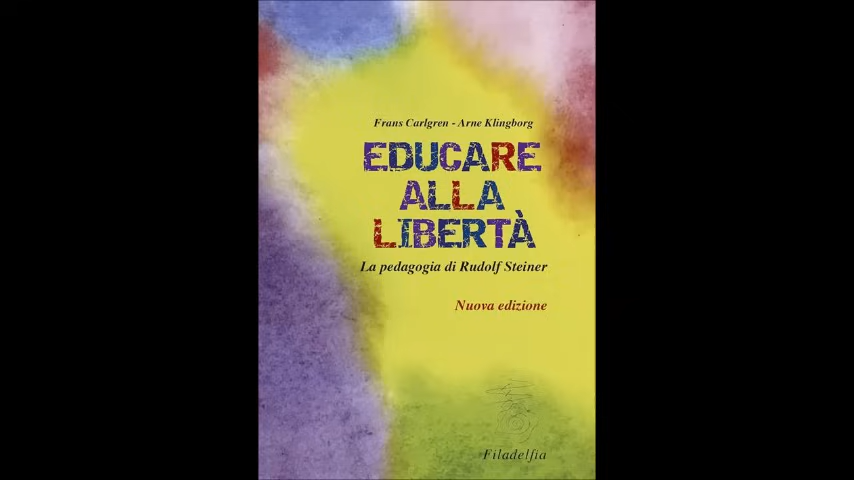 Frans Carlgren - Arne Klingborg
EDUCARE
ALLA
LIBERTÀ
La pedagogia di Rudolf Steiner
Nuova edizione
Filadelfia